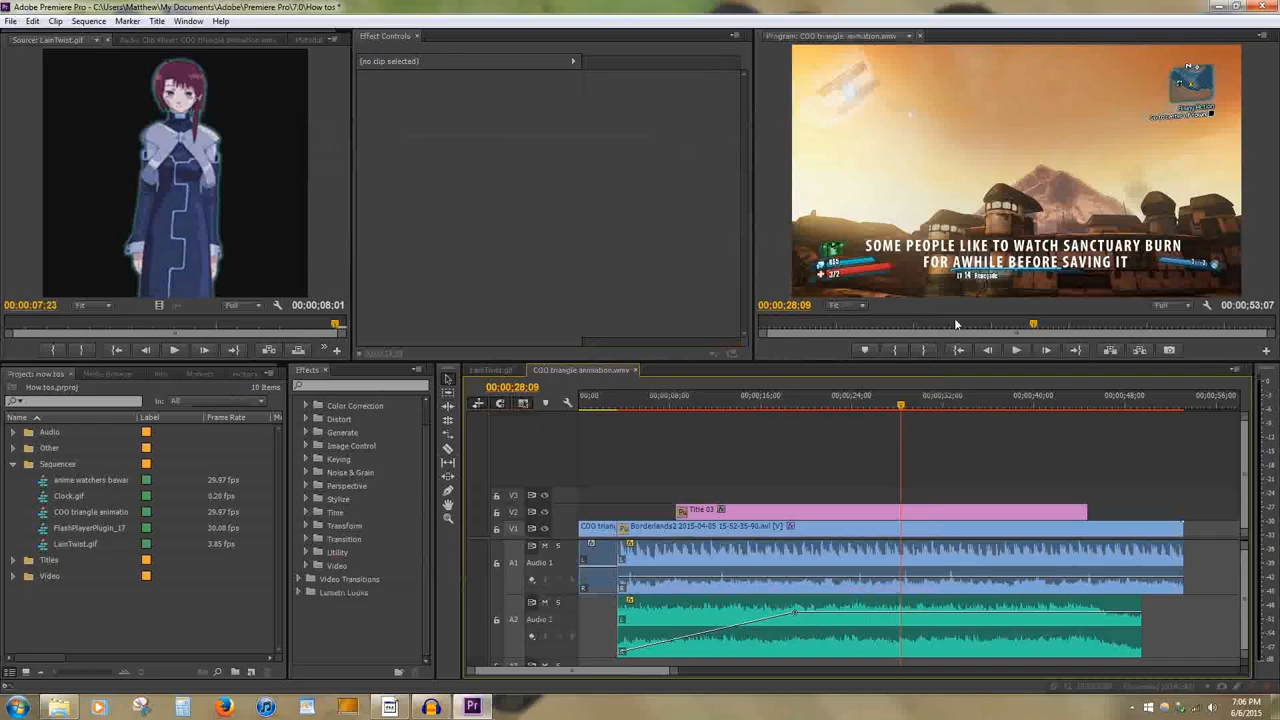 Adobe Premiere Pro - C:\Users\Matthew\My Documents\Adobe\Premiere Pro\7.0\How tos *
File Edit Clip Sequence Marker Title Window Help
Source: LainTwist.gif
Effect Controls
Program: COO triangle animation.wmv
(no clip selected)
SOME PEOPLE LIKE TO WATCH SANCTUARY BURN
FOR AWHILE BEFORE SAVING IT
00;00;07;23 Fit Full 00;00;08;01
00;00;28;09 Fit Full 00;00;53;07
Project: How tos Media Browser Info Markers
How tos.prproj 10 Items
In: All
Name Label Frame Rate
Audio
Other
Sequences
anime watchers bewar 29.97 fps
Clock.gif 0.20 fps
COO triangle animatio 29.97 fps
FlashPlayerPlugin_17 30.00 fps
LainTwist.gif 3.85 fps
Titles
Video
Effects
Color Correction
Distort
Generate
Image Control
Keying
Noise & Grain
Perspective
Stylize
Time
Transform
Transition
Utility
Video
Video Transitions
Lumetri Looks
LainTwist.gif COO triangle animation.wmv
00;00;28;09
00;00 00;00;08;00 00;00;16;00 00;00;24;00 00;00;32;00 00;00;40;00 00;00;48;00 00;00;56;00
V3
V2 Title 03
V1 COO triang Borderlands2 2015-04-05 15-52-35-90.avi [V]
A1 M S
Audio 1
A2 M S
7:06 PM
6/6/2015